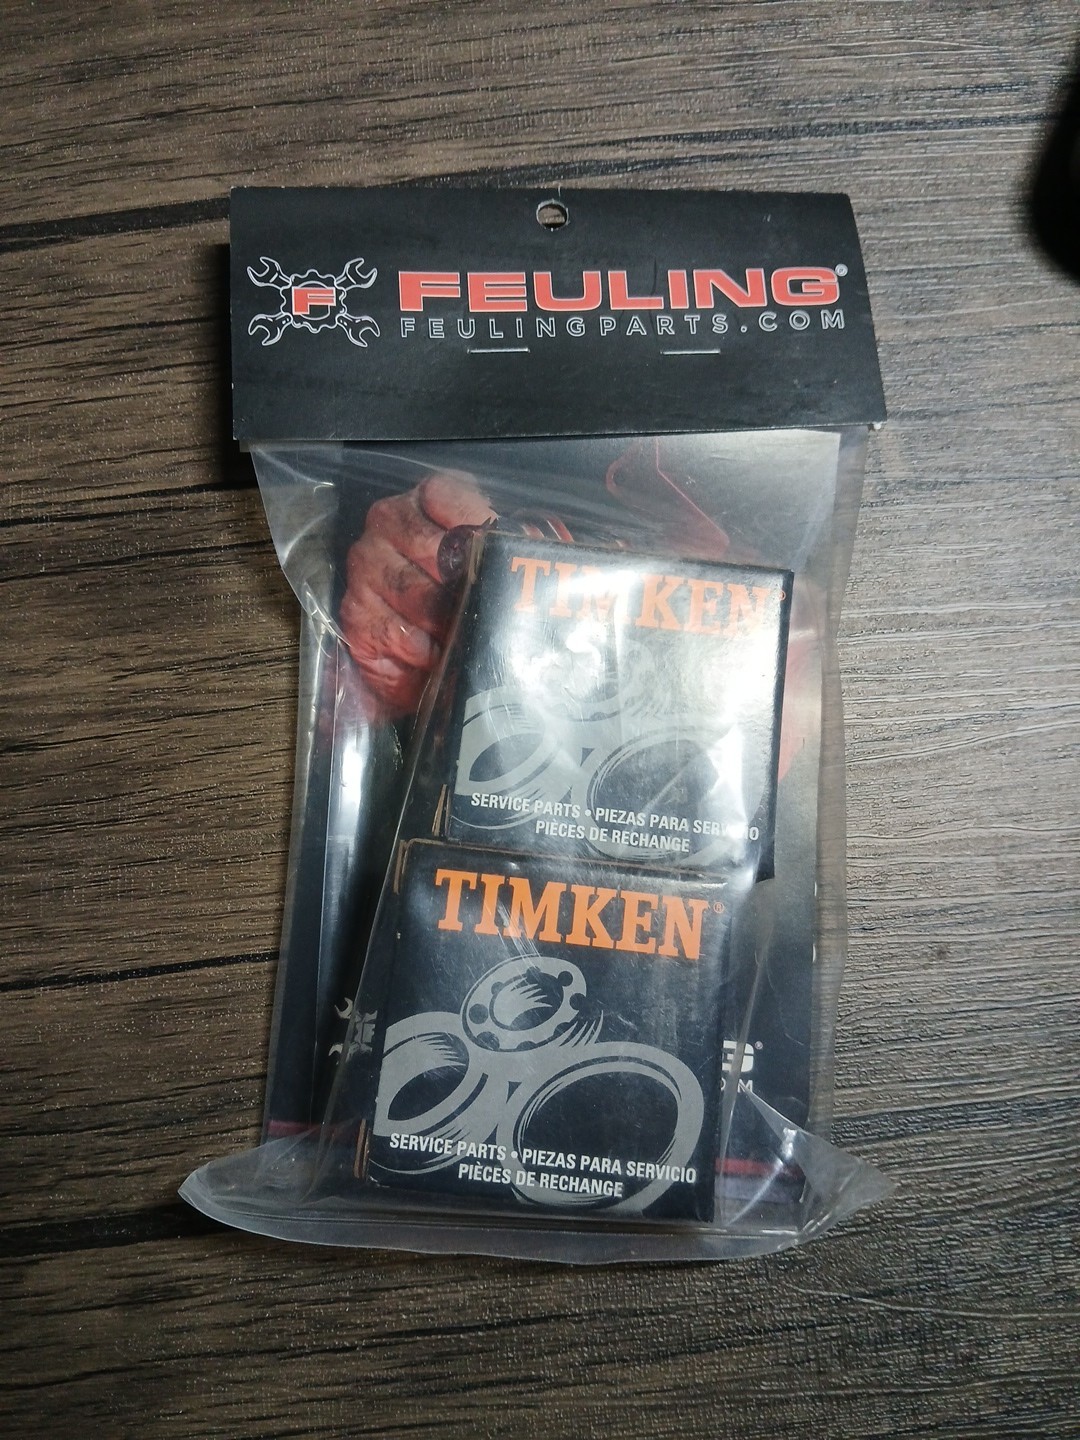 F
FEULING®
FEULINGPARTS.COM
TIMKEN®
SERVICE PARTS • PIEZAS PARA SERVICIO
PIÈCES DE RECHANGE
TIMKEN®
SERVICE PARTS • PIEZAS PARA SERVICIO
PIÈCES DE RECHANGE